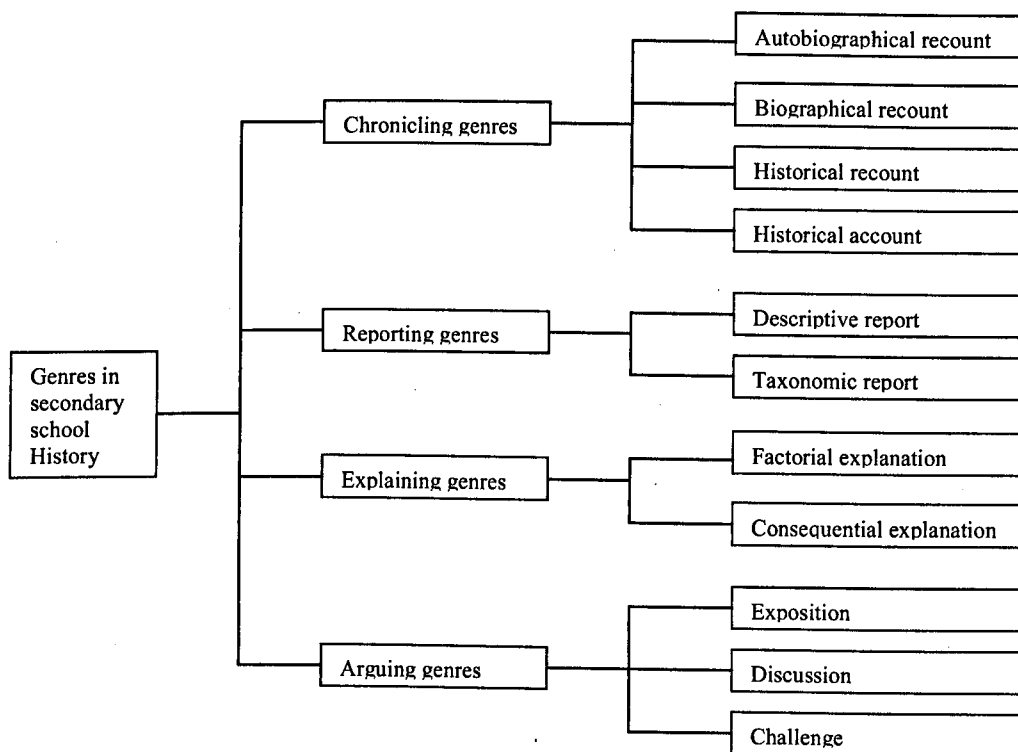 Autobiographical recount
Chronicling genres
Biographical recount
Historical recount
Historical account
Reporting genres
Descriptive report
Taxonomic report
Genres in
secondary
school
History
Explaining genres
Factorial explanation
Consequential explanation
Arguing genres
Exposition
Discussion
Challenge